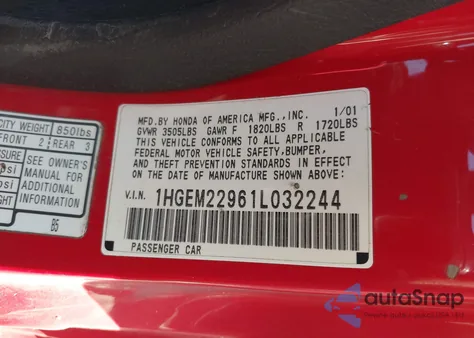 CITY WEIGHT 850lbs
FRONT 2 REAR 3
SEE OWNER'S
MANUAL FOR
ADDITIONAL
INFORMATION
B5
MFD.BY HONDA OF AMERICA MFG.,INC. 1/01
GVWR 3505LBS GAWR F 1820LBS R 1720LBS
THIS VEHICLE CONFORMS TO ALL APPLICABLE
FEDERAL MOTOR VEHICLE SAFETY,BUMPER,
AND THEFT PREVENTION STANDARDS IN EFFECT
ON THE DATE OF MANUFACTURE SHOWN ABOVE:
V.I.N. 1HGEM22961L032244
PASSENGER CAR
autaSnap